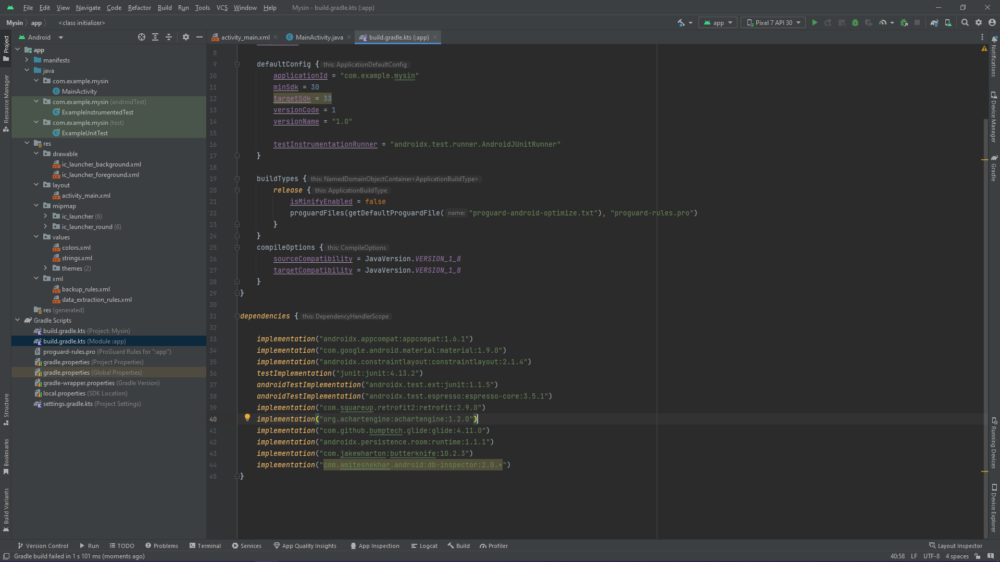 File Edit View Navigate Code Refactor Build Run Tools VCS Window Help Mysin - build.gradle.kts (:app)
Mysin app <class initializer> app Pixel 7 API 30
Project
Resource Manager
Structure
Bookmarks
Build Variants
Android
app
manifests
java
com.example.mysin
MainActivity
com.example.mysin (androidTest)
ExampleInstrumentedTest
com.example.mysin (test)
ExampleUnitTest
res
drawable
ic_launcher_background.xml
ic_launcher_foreground.xml
layout
activity_main.xml
mipmap
ic_launcher (6)
ic_launcher_round (6)
values
colors.xml
strings.xml
themes (2)
xml
backup_rules.xml
data_extraction_rules.xml
res (generated)
Gradle Scripts
build.gradle.kts (Project: Mysin)
build.gradle.kts (Module :app)
proguard-rules.pro (ProGuard Rules for ":app")
gradle.properties (Project Properties)
gradle.properties (Global Properties)
gradle-wrapper.properties (Gradle Version)
local.properties (SDK Location)
settings.gradle.kts (Project Settings)
activity_main.xml MainActivity.java build.gradle.kts (:app)
8
9 defaultConfig { this: ApplicationDefaultConfig
10 applicationId = "com.example.mysin"
11 minSdk = 30
12 targetSdk = 33
13 versionCode = 1
14 versionName = "1.0"
15
16 testInstrumentationRunner = "androidx.test.runner.AndroidJUnitRunner"
17 }
18
19 buildTypes { this: NamedDomainObjectContainer<ApplicationBuildType>
20 release { this: ApplicationBuildType
21 isMinifyEnabled = false
22 proguardFiles(getDefaultProguardFile( name: "proguard-android-optimize.txt"), "proguard-rules.pro")
23 }
24 }
25 compileOptions { this: CompileOptions
26 sourceCompatibility = JavaVersion.VERSION_1_8
27 targetCompatibility = JavaVersion.VERSION_1_8
28 }
29 }
30
31 dependencies { this: DependencyHandlerScope
32
33 implementation("androidx.appcompat:appcompat:1.6.1")
34 implementation("com.google.android.material:material:1.9.0")
35 implementation("androidx.constraintlayout:constraintlayout:2.1.4")
36 testImplementation("junit:junit:4.13.2")
37 androidTestImplementation("androidx.test.ext:junit:1.1.5")
38 androidTestImplementation("androidx.test.espresso:espresso-core:3.5.1")
39 implementation("com.squareup.retrofit2:retrofit:2.9.0")
40 implementation("org.achartengine:achartengine:1.2.0")
41 implementation("com.github.bumptech.glide:glide:4.11.0")
42 implementation("androidx.persistence.room:runtime:1.1.1")
43 implementation("com.jakewharton:butterknife:10.2.3")
44 implementation("com.amiteshekhar.android:db-inspector:2.0.+")
45 }
Notifications
Device Manager
Gradle
Running Devices
Device Explorer
Version Control Run TODO Problems Terminal Services App Quality Insights App Inspection Logcat Build Profiler Layout Inspector
Gradle build failed in 1 s 101 ms (moments ago) 40:58 LF UTF-8 4 spaces